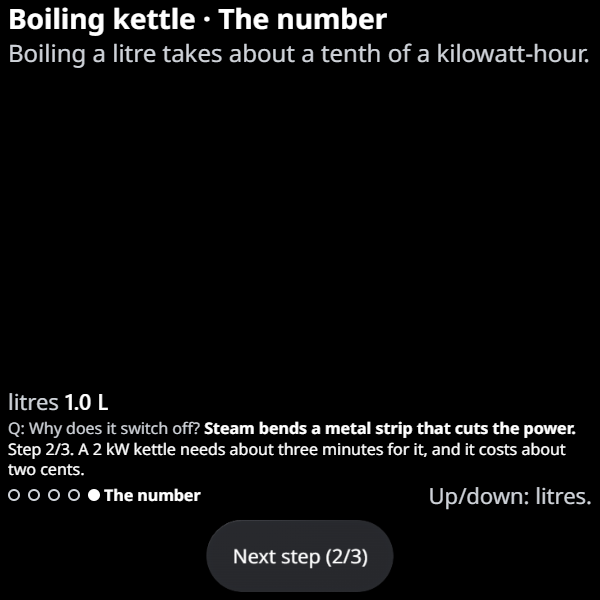 Boiling kettle · The number
Boiling a litre takes about a tenth of a kilowatt-hour.
litres 1.0 L
Q: Why does it switch off? Steam bends a metal strip that cuts the power.
Step 2/3. A 2 kW kettle needs about three minutes for it, and it costs about
two cents.
The number
Up/down: litres.
Next step (2/3)